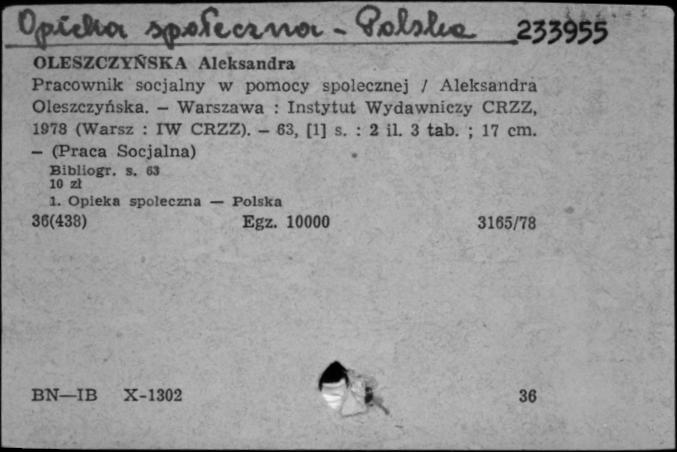 Opieka społeczna - Polska 233955
OLESZCZYŃSKA Aleksandra
Pracownik socjalny w pomocy społecznej / Aleksandra
Oleszczyńska. — Warszawa : Instytut Wydawniczy CRZZ,
1978 (Warsz : IW CRZZ). — 63, [1] s. : 2 il. 3 tab. ; 17 cm.
— (Praca Socjalna)
Bibliogr. s. 63
10 zł
1. Opieka społeczna — Polska
36(438) Egz. 10000 3165/78
BN—IB X-1302 36